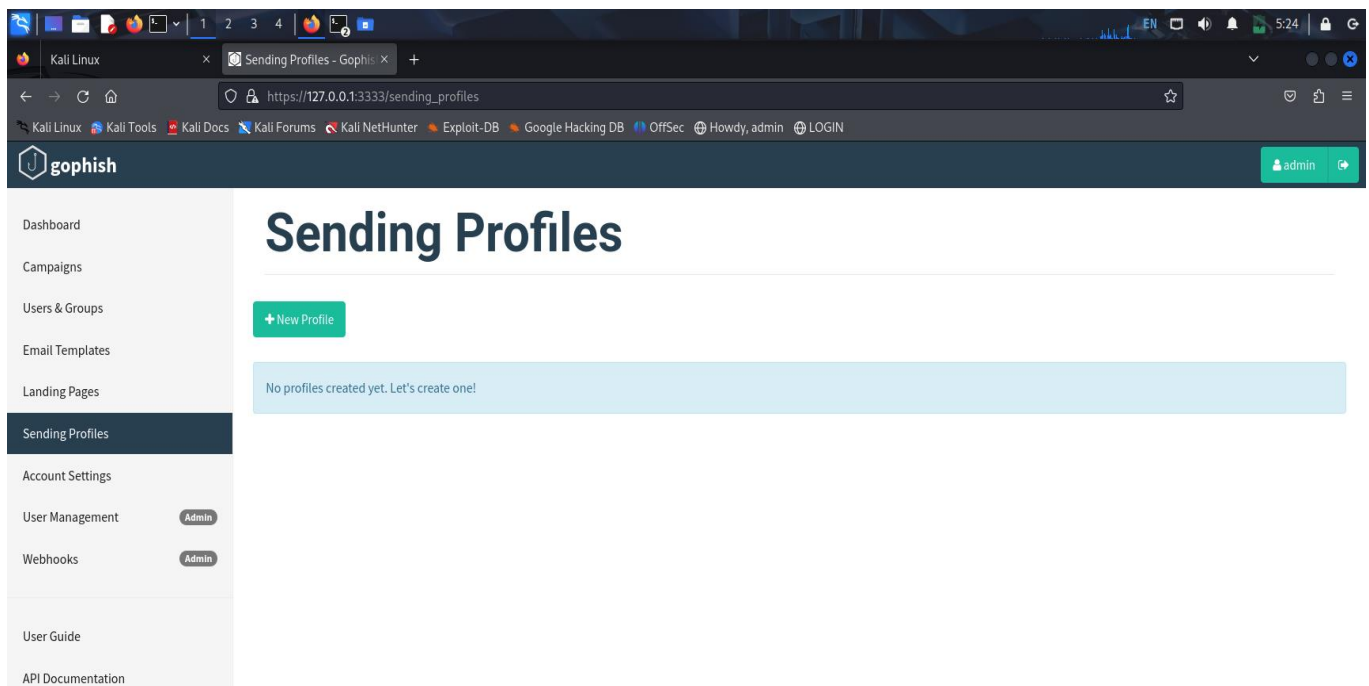 1 2 3 4 2 EN 5:24
Kali Linux × Sending Profiles - Gophis × +
https://127.0.0.1:3333/sending_profiles
Kali Linux Kali Tools Kali Docs Kali Forums Kali NetHunter Exploit-DB Google Hacking DB OffSec Howdy, admin LOGIN
gophish admin
Dashboard
Sending Profiles
Campaigns
Users & Groups
+ New Profile
Email Templates
Landing Pages
No profiles created yet. Let's create one!
Sending Profiles
Account Settings
User Management Admin
Webhooks Admin
User Guide
API Documentation